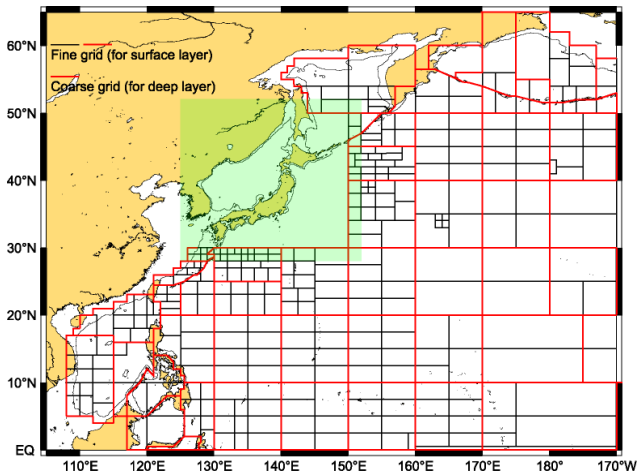 60°N
Fine grid (for surface layer)
Coarse grid (for deep layer)
50°N
40°N
30°N
20°N
10°N
EQ
110°E 120°E 130°E 140°E 150°E 160°E 170°E 180° 170°W